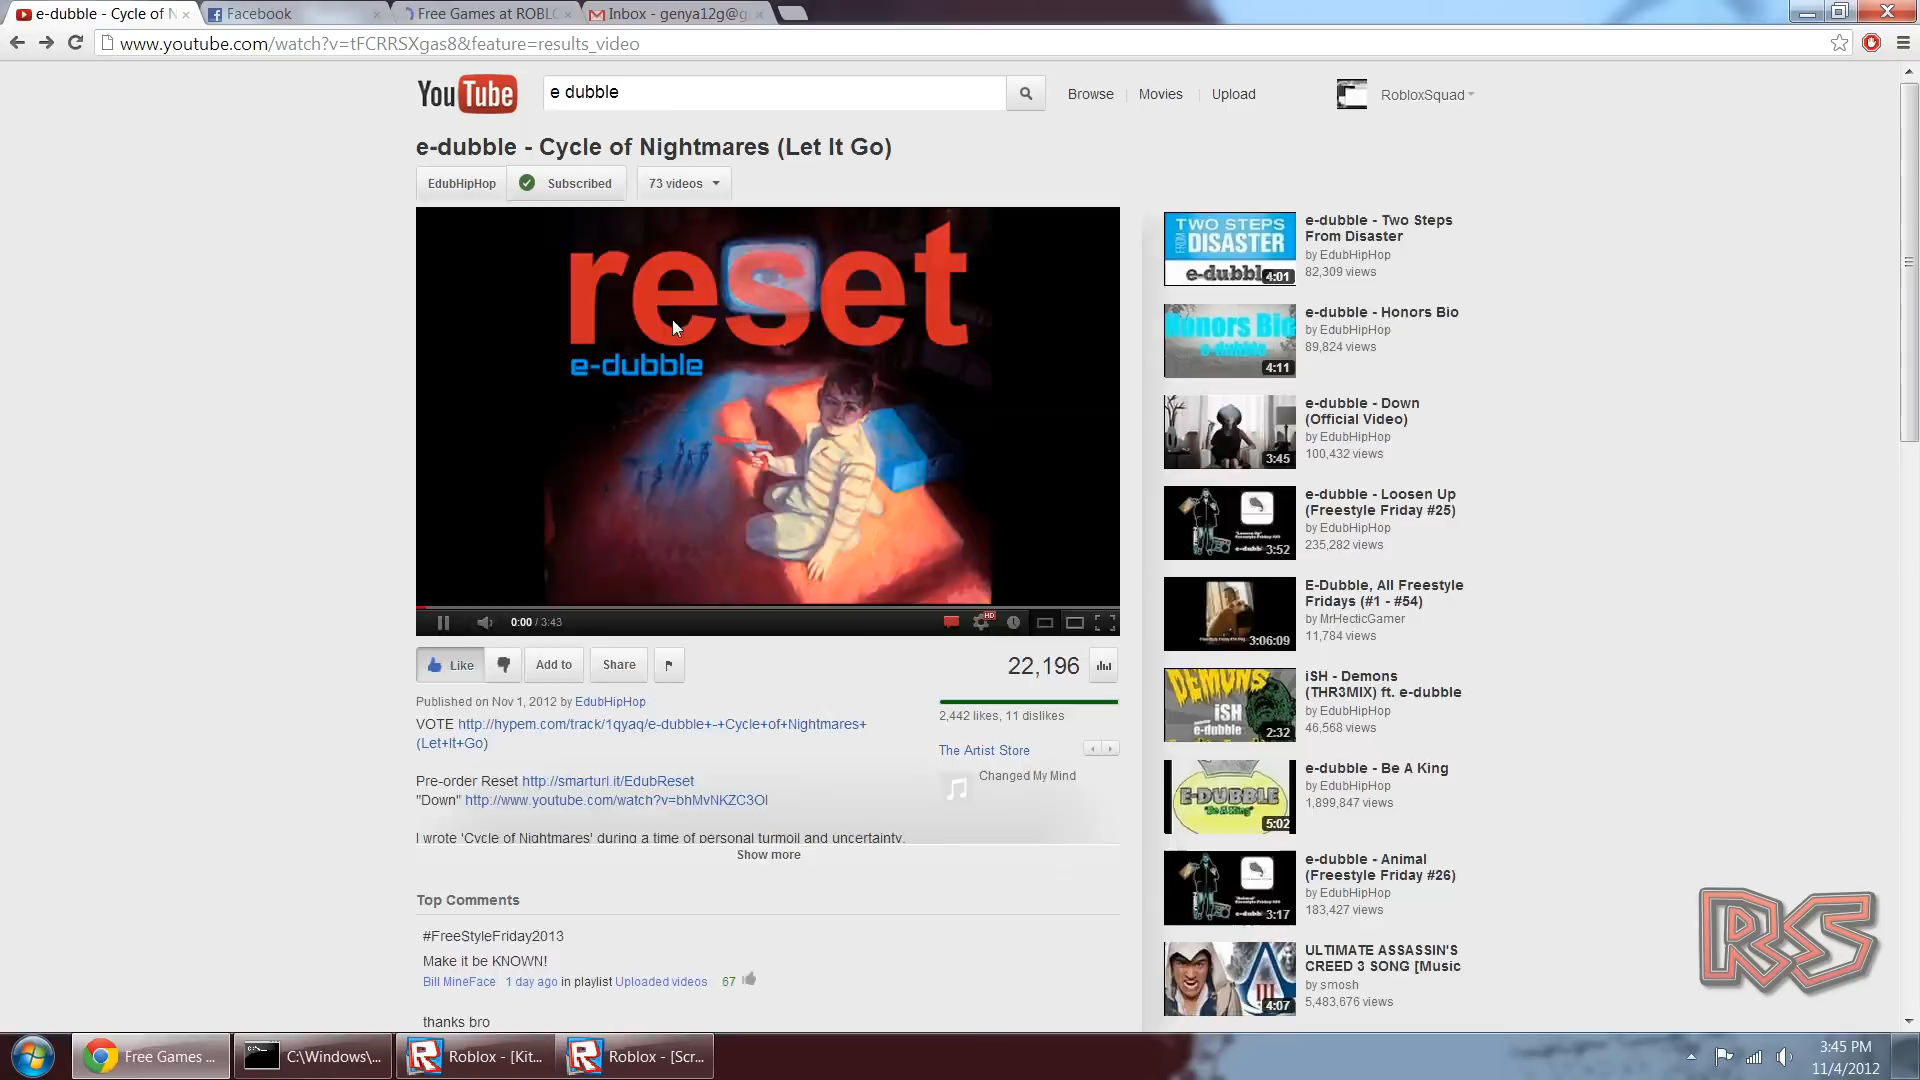 e-dubble - Cycle of N
Facebook
Free Games at ROBLO
Inbox - genya12g@g
www.youtube.com/watch?v=tFCRRSXgas8&feature=results_video
YouTube
e dubble
Browse
Movies
Upload
RobloxSquad
e-dubble - Cycle of Nightmares (Let It Go)
EdubHipHop
Subscribed
73 videos
reset
e-dubble
0:00 / 3:43
HD
Like
Add to
Share
22,196
Published on Nov 1, 2012 by EdubHipHop
2,442 likes, 11 dislikes
VOTE http://hypem.com/track/1qyaq/e-dubble+-+Cycle+of+Nightmares+
(Let+It+Go)
Pre-order Reset http://smarturl.it/EdubReset
"Down" http://www.youtube.com/watch?v=bhMvNKZC3OI
I wrote 'Cycle of Nightmares' during a time of personal turmoil and uncertainty.
Show more
The Artist Store
Changed My Mind
Top Comments
#FreeStyleFriday2013
Make it be KNOWN!
Bill MineFace 1 day ago in playlist Uploaded videos 67
thanks bro
TWO STEPS
FROM DISASTER
e-dubbl
4:01
e-dubble - Two Steps
From Disaster
by EdubHipHop
82,309 views
Honors Bio
e-dubble
4:11
e-dubble - Honors Bio
by EdubHipHop
89,824 views
3:45
e-dubble - Down
(Official Video)
by EdubHipHop
100,432 views
3:52
e-dubble - Loosen Up
(Freestyle Friday #25)
by EdubHipHop
235,282 views
3:06:09
E-Dubble, All Freestyle
Fridays (#1 - #54)
by MrHecticGamer
11,784 views
DEMONS
iSH
e-dubble
2:32
iSH - Demons
(THR3MIX) ft. e-dubble
by EdubHipHop
46,568 views
E-DUBBLE
"Be A King"
5:02
e-dubble - Be A King
by EdubHipHop
1,899,847 views
3:17
e-dubble - Animal
(Freestyle Friday #26)
by EdubHipHop
183,427 views
III
4:07
ULTIMATE ASSASSIN'S
CREED 3 SONG [Music
by smosh
5,483,676 views
RS
Free Games ...
C:\Windows\...
Roblox - [Kit...
Roblox - [Scr...
3:45 PM
11/4/2012